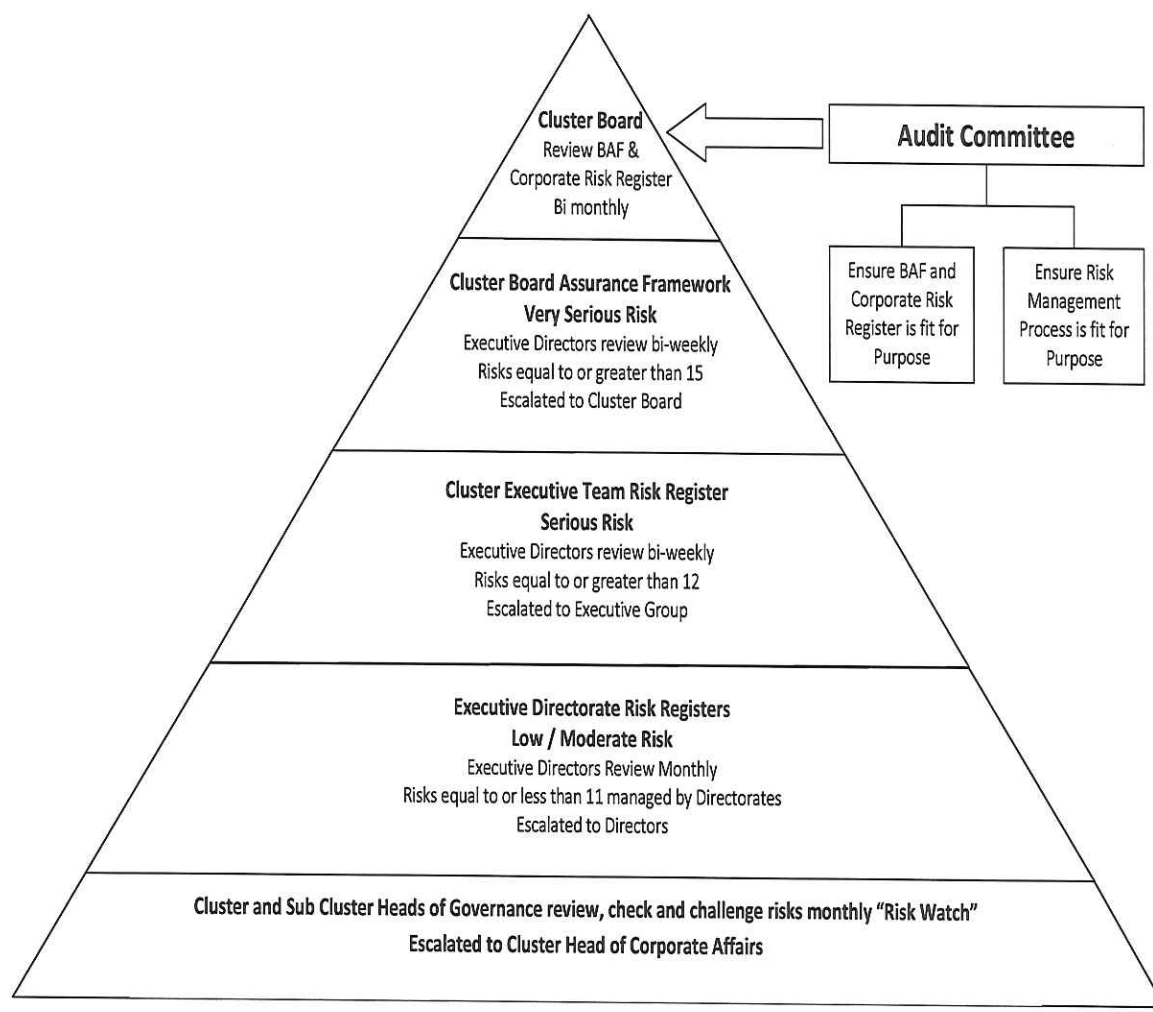 Cluster Board
Review BAF &
Corporate Risk Register
Bi monthly
Audit Committee
Ensure BAF and
Corporate Risk
Register is fit for
Purpose
Ensure Risk
Management
Process is fit for
Purpose
Cluster Board Assurance Framework
Very Serious Risk
Executive Directors review bi-weekly
Risks equal to or greater than 15
Escalated to Cluster Board
Cluster Executive Team Risk Register
Serious Risk
Executive Directors review bi-weekly
Risks equal to or greater than 12
Escalated to Executive Group
Executive Directorate Risk Registers
Low / Moderate Risk
Executive Directors Review Monthly
Risks equal to or less than 11 managed by Directorates
Escalated to Directors
Cluster and Sub Cluster Heads of Governance review, check and challenge risks monthly “Risk Watch”
Escalated to Cluster Head of Corporate Affairs